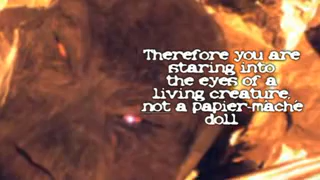 Therefore you are
staring into
the eyes of a
living creature,
not a papier-mache
doll